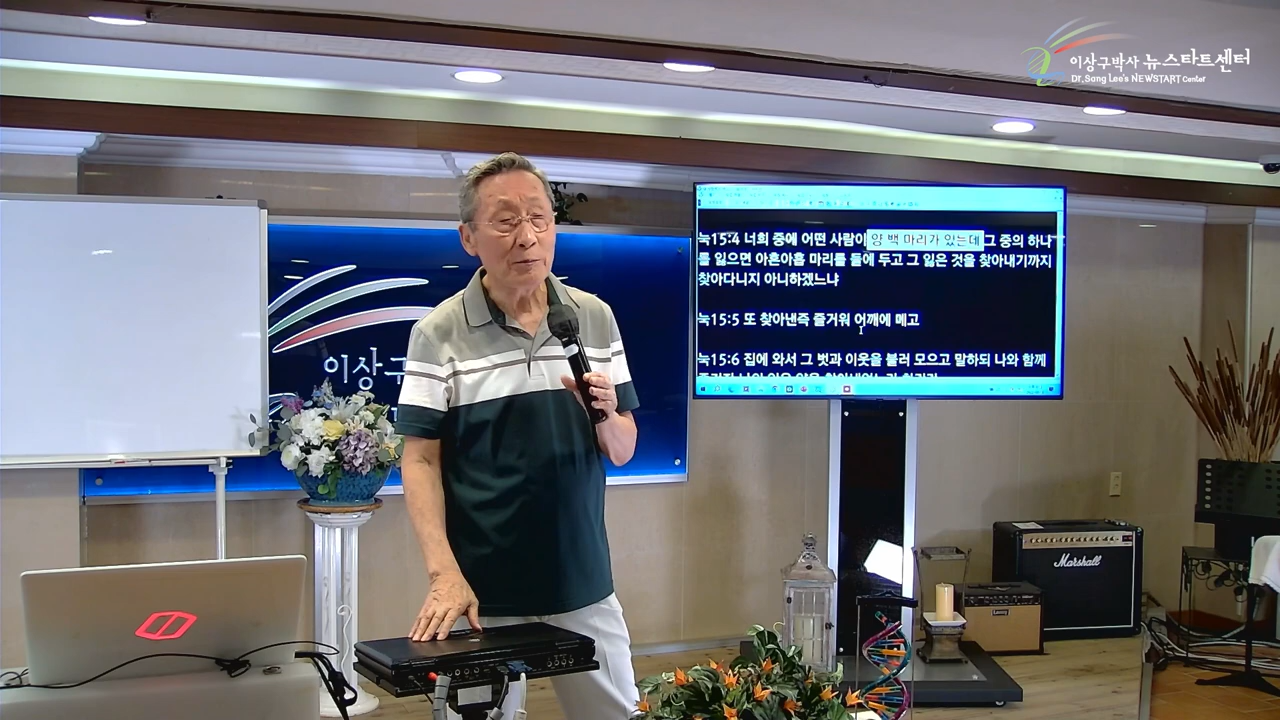 이상구박사 뉴스타트센터
Dr. Sang Lee's NEWSTART Center
눅15:4 너희 중에 어떤 사람이 양 백 마리가 있는데 그 중의 하나
를 잃으면 아흔아홉 마리를 들에 두고 그 잃은 것을 찾아내기까지
찾아다니지 아니하겠느냐
눅15:5 또 찾아낸즉 즐거워 어깨에 메고
눅15:6 집에 와서 그 벗과 이웃을 불러 모으고 말하되 나와 함께
이상구
Marshall
Laney